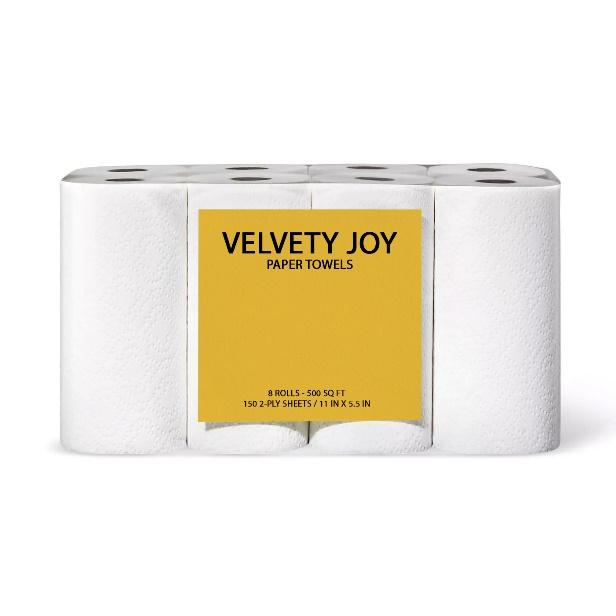 VELVETY JOY
PAPER TOWELS
8 ROLLS - 500 SQ FT
150 2-PLY SHEETS / 11 IN X 5.5 IN